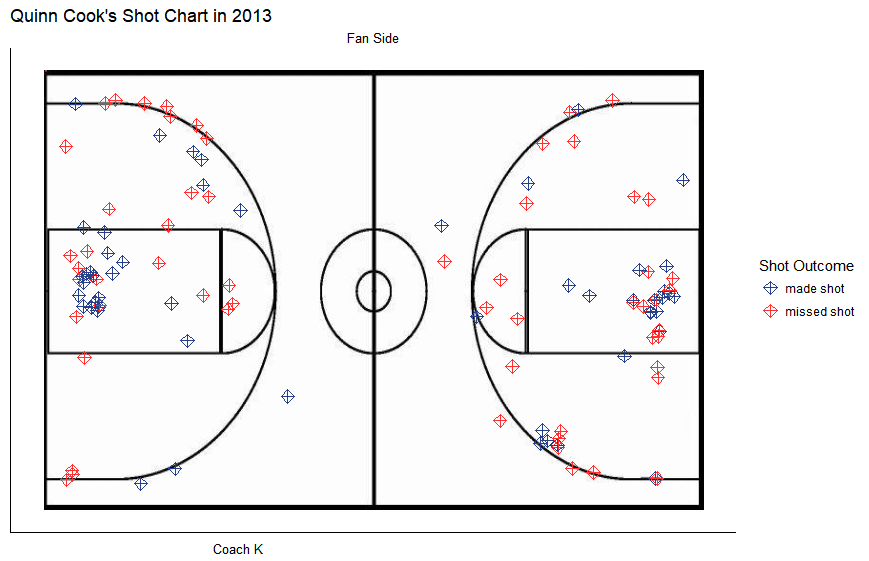 Quinn Cook's Shot Chart in 2013
Fan Side
Shot Outcome
made shot
missed shot
Coach K